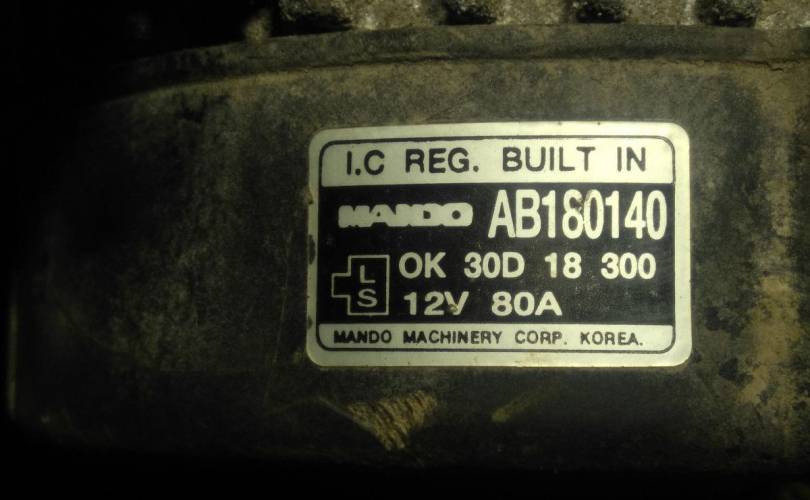 I.C REG. BUILT IN
MANDO AB180140
L S
OK 30D 18 300
12V 80A
MANDO MACHINERY CORP. KOREA.